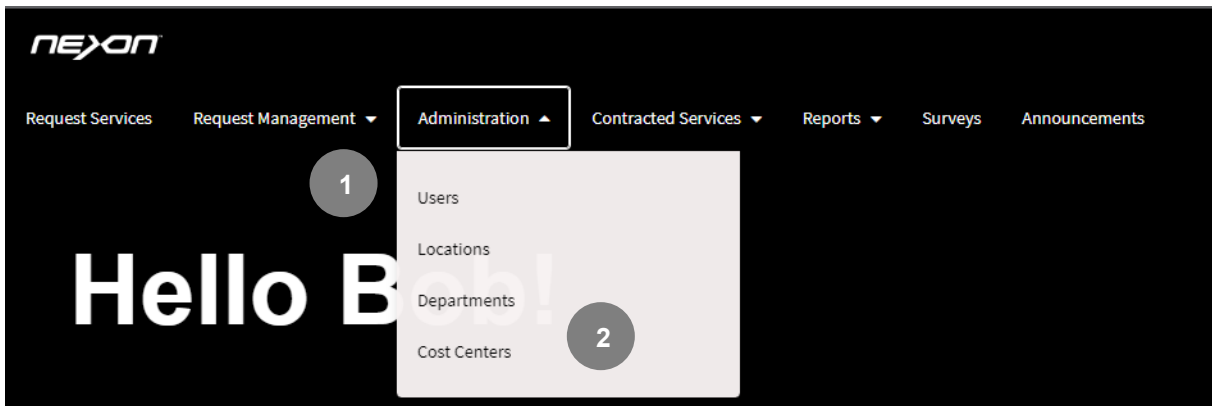 nexon
Request Services Request Management Administration Contracted Services Reports Surveys Announcements
1
Users
Locations
Hello Bob!
Departments
2
Cost Centers